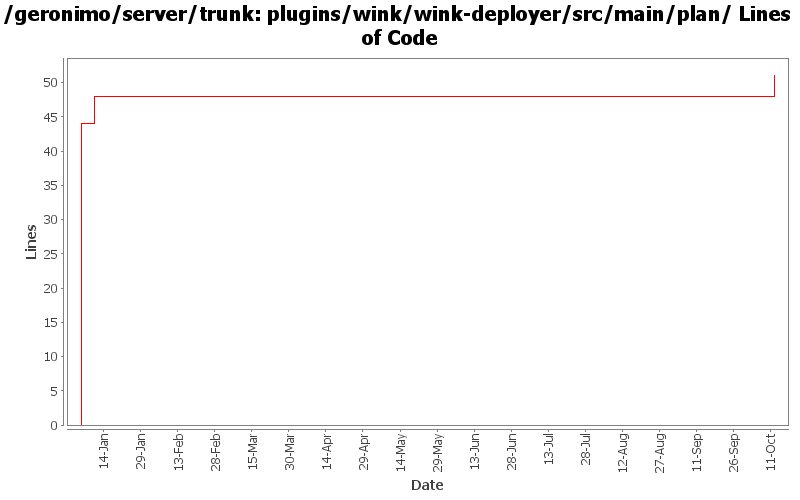 /geronimo/server/trunk: plugins/wink/wink-deployer/src/main/plan/ Lines
of Code
Lines
50
45
40
35
30
25
20
15
10
5
0
14-Jan
29-Jan
13-Feb
28-Feb
15-Mar
30-Mar
14-Apr
29-Apr
14-May
29-May
13-Jun
28-Jun
13-Jul
28-Jul
12-Aug
27-Aug
11-Sep
26-Sep
11-Oct
Date